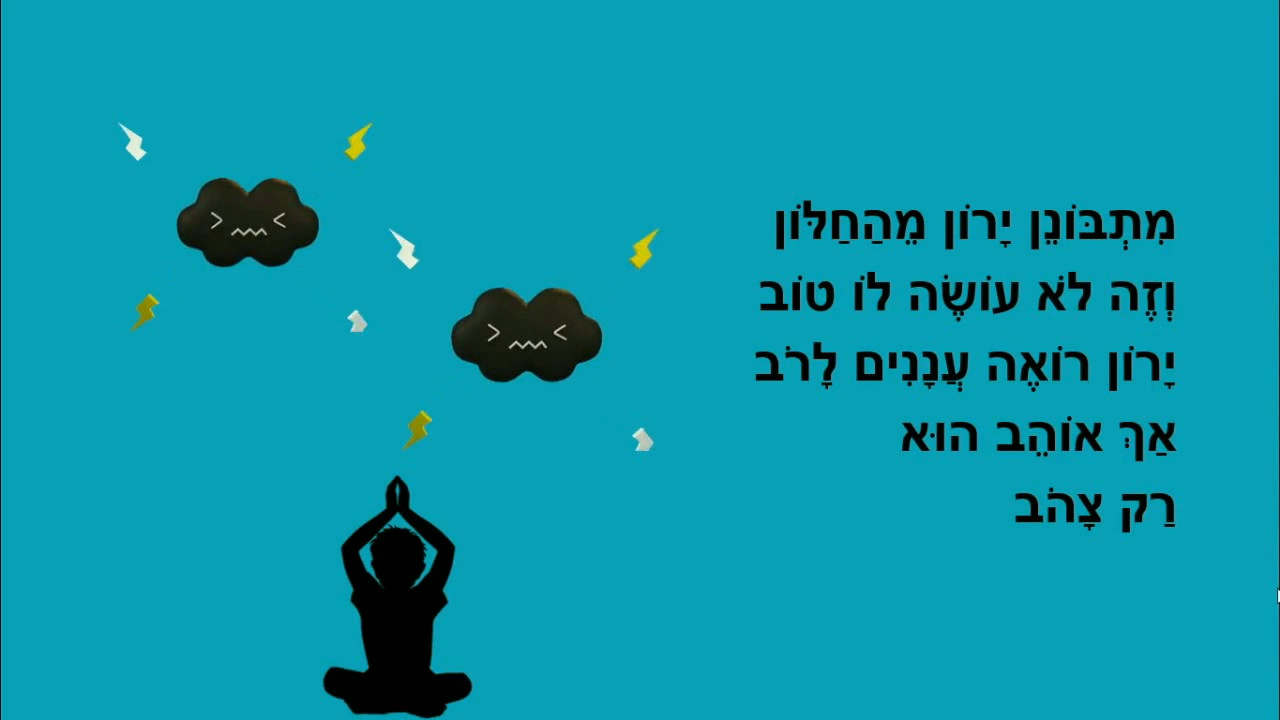 מִתְבּוֹנֵן יָרוֹן מֵהַחַלּוֹן
וְזֶה לֹא עוֹשֶׂה לוֹ טוֹב
יָרוֹן רוֹאֶה עֲנָנִים לָרֹב
אַךְ אוֹהֵב הוּא
רַק צָהֹב